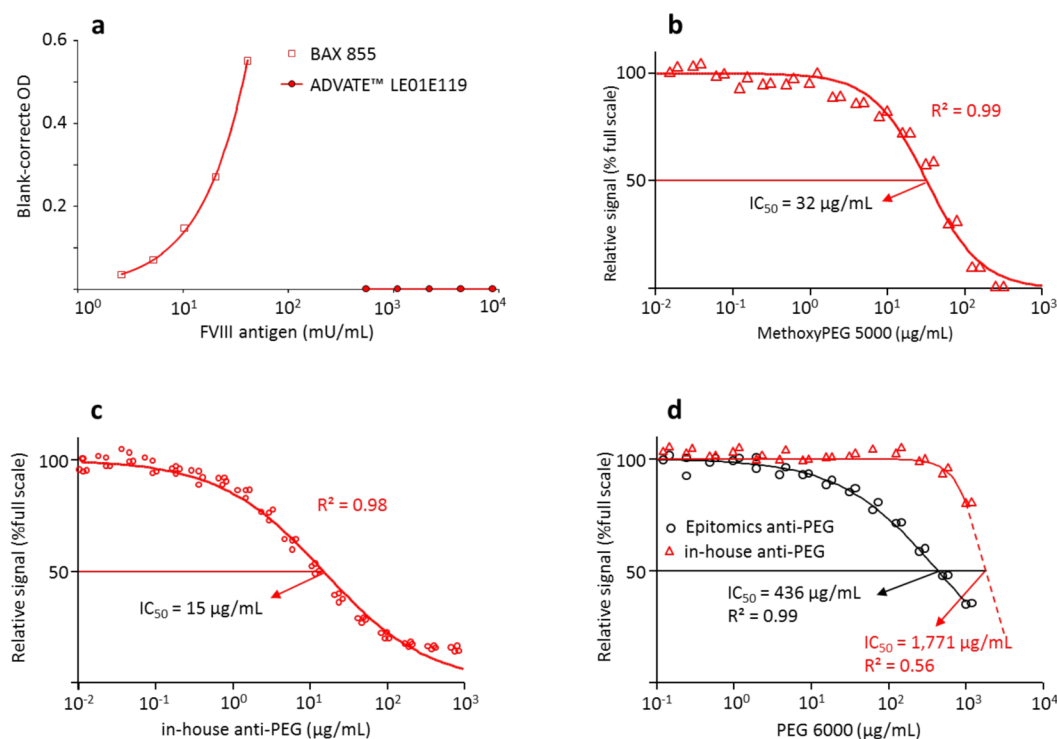 a
0.6
0.4
0.2
Blank-correcte OD
BAX 855
ADVATE™ LE01E119
10⁰ 10¹ 10² 10³ 10⁴
FVIII antigen (mU/mL)
b
100
50
Relative signal (% full scale)
R² = 0.99
IC₅₀ = 32 µg/mL
10⁻² 10⁻¹ 10⁰ 10¹ 10² 10³
MethoxyPEG 5000 (µg/mL)
c
100
50
Relative signal (%full scale)
R² = 0.98
IC₅₀ = 15 µg/mL
10⁻² 10⁻¹ 10⁰ 10¹ 10² 10³
in-house anti-PEG (µg/mL)
d
100
50
Relative signal (%full scale)
Epitomics anti-PEG
in-house anti-PEG
IC₅₀ = 436 µg/mL
R² = 0.99
IC₅₀ = 1,771 µg/mL
R² = 0.56
10⁻¹ 10⁰ 10¹ 10² 10³ 10⁴
PEG 6000 (µg/mL)